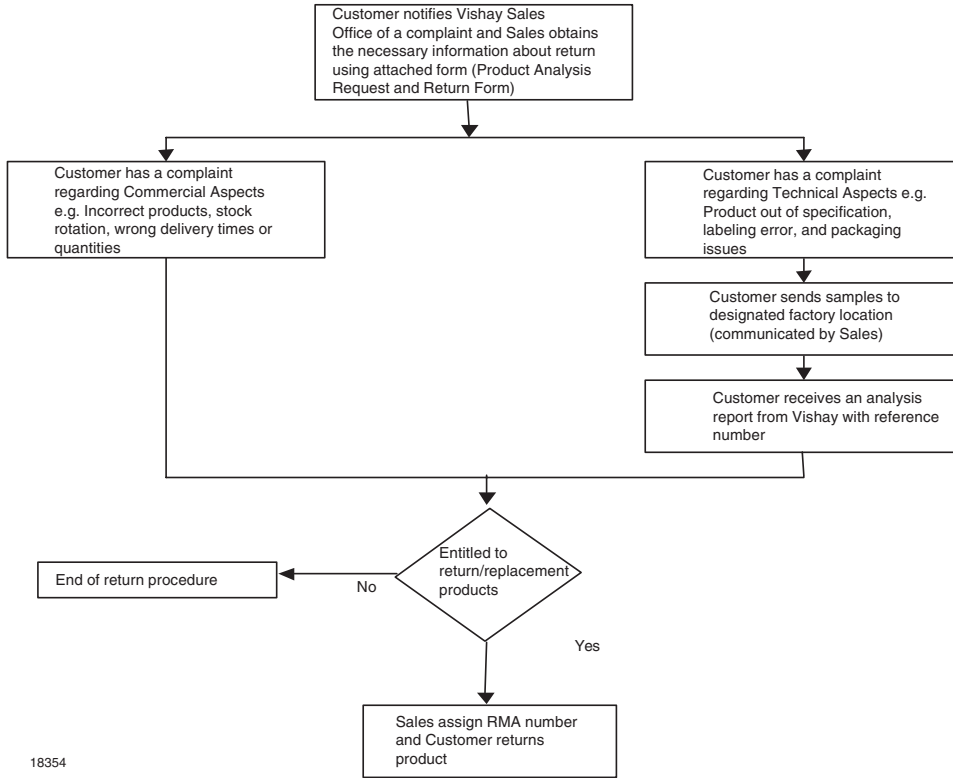 Customer notifies Vishay Sales
Office of a complaint and Sales obtains
the necessary information about return
using attached form (Product Analysis
Request and Return Form)
Customer has a complaint
regarding Commercial Aspects
e.g. Incorrect products, stock
rotation, wrong delivery times or
quantities
Customer has a complaint
regarding Technical Aspects e.g.
Product out of specification,
labeling error, and packaging
issues
Customer sends samples to
designated factory location
(communicated by Sales)
Customer receives an analysis
report from Vishay with reference
number
Entitled to
return/replacement
products
End of return procedure
No
Yes
Sales assign RMA number
and Customer returns
product
18354